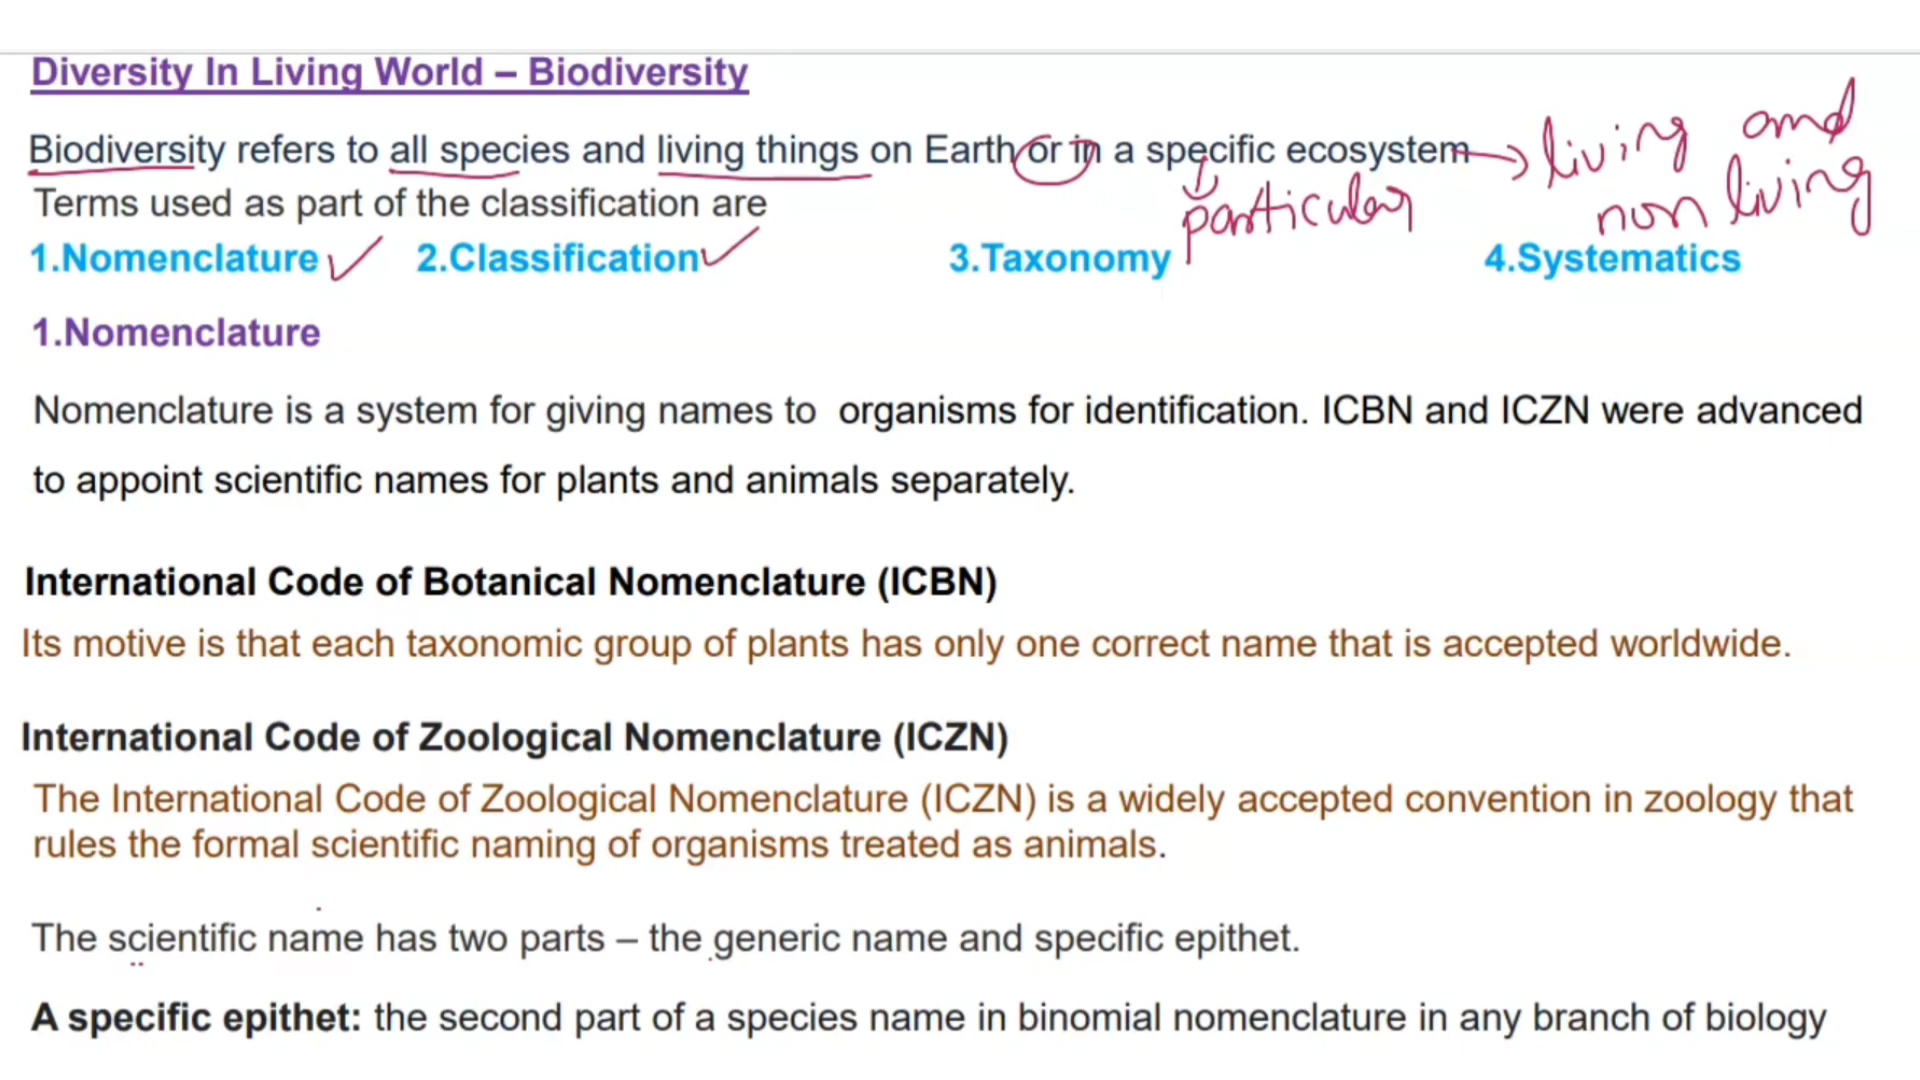 Diversity In Living World – Biodiversity
Biodiversity refers to all species and living things on Earth or in a specific ecosystem → living and
non living
particular
Terms used as part of the classification are
1.Nomenclature ✓ 2.Classification ✓ 3.Taxonomy 4.Systematics
1.Nomenclature
Nomenclature is a system for giving names to organisms for identification. ICBN and ICZN were advanced
to appoint scientific names for plants and animals separately.
International Code of Botanical Nomenclature (ICBN)
Its motive is that each taxonomic group of plants has only one correct name that is accepted worldwide.
International Code of Zoological Nomenclature (ICZN)
The International Code of Zoological Nomenclature (ICZN) is a widely accepted convention in zoology that
rules the formal scientific naming of organisms treated as animals.
The scientific name has two parts – the generic name and specific epithet.
A specific epithet: the second part of a species name in binomial nomenclature in any branch of biology